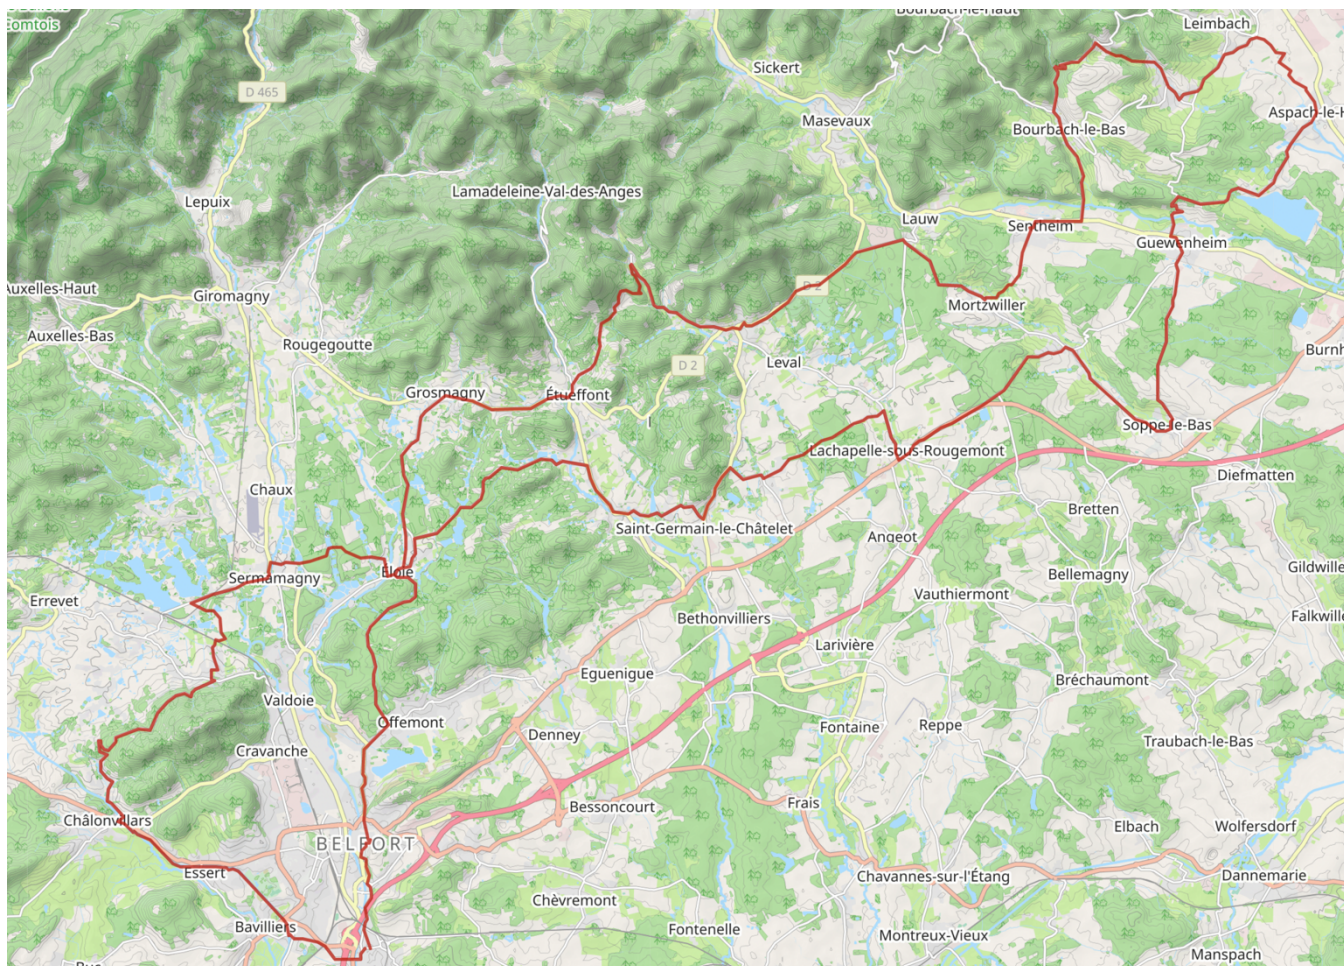 Comtois
Bourbach-le-Haut
Leimbach
Sickert
D 465
Masevaux
Aspach-le-H
Bourbach-le-Bas
Lamadeleine-Val-des-Anges
Lepuix
Lauw
Sentheim
Guewenheim
Auxelles-Haut
Giromagny
D 2
Mortzwiller
Auxelles-Bas
Rougegoutte
Burnh
Leval
D 2
Grosmagny
Étueffont
Soppe-le-Bas
Lachapelle-sous-Rougemont
Diefmatten
Chaux
Bretten
Saint-Germain-le-Châtelet
Angeot
Éloie
Sermamagny
Bellemagny
Gildwille
Errevet
Vauthiermont
Bethonvilliers
Falkwille
Larivière
Eguenigue
Bréchaumont
Valdoie
Offemont
Fontaine
Reppe
Denney
Traubach-le-Bas
Cravanche
Bessoncourt
Frais
Châlonvillars
Elbach
Wolfersdorf
BELFORT
Essert
Chavannes-sur-l'Étang
Dannemarie
Chèvremont
Bavilliers
Fontenelle
Montreux-Vieux
Manspach